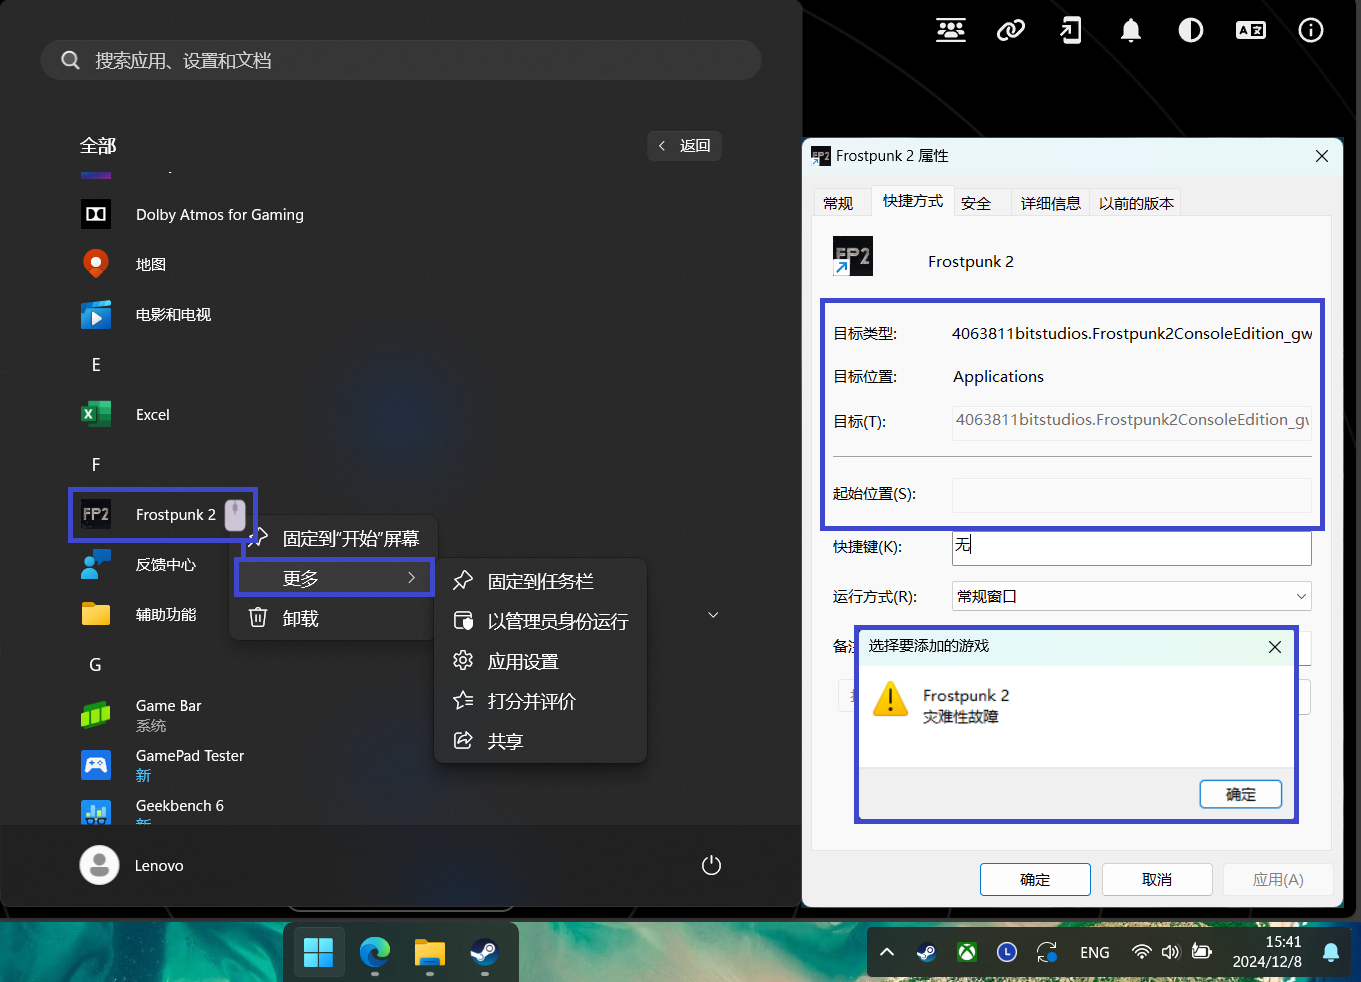 搜索应用、设置和文档
全部
返回
Dolby Atmos for Gaming
地图
电影和电视
E
Excel
F
FP2
Frostpunk 2
反馈中心
辅助功能
G
Game Bar
系统
GamePad Tester
新
Geekbench 6
新
Lenovo
固定到“开始”屏幕
更多
卸载
固定到任务栏
以管理员身份运行
应用设置
打分并评价
共享
Frostpunk 2 属性
常规
快捷方式
安全
详细信息
以前的版本
FP2
Frostpunk 2
目标类型:
4063811bitstudios.Frostpunk2ConsoleEdition_gw
目标位置:
Applications
目标(T):
4063811bitstudios.Frostpunk2ConsoleEdition_gw
起始位置(S):
快捷键(K):
无
运行方式(R):
常规窗口
选择要添加的游戏
Frostpunk 2
灾难性故障
确定
确定
取消
应用(A)
ENG
15:41
2024/12/8